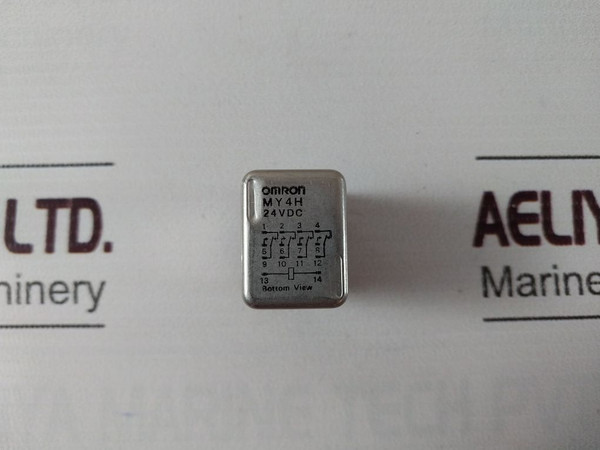 OMRON
MY4H
24VDC
1 2 3 4
5 6 7 8
9 10 11 12
13 14
Bottom View
LTD.
AELIY
Marine
hinery